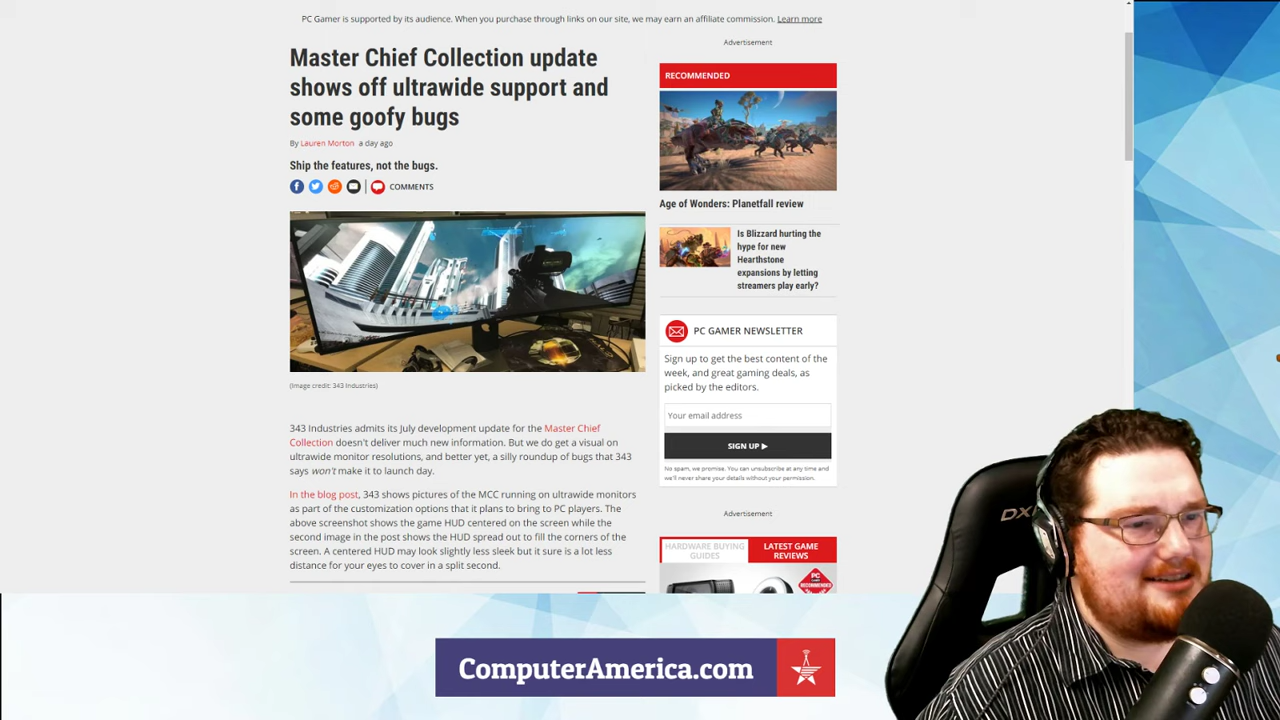 PC Gamer is supported by its audience. When you purchase through links on our site, we may earn an affiliate commission. Learn more
Master Chief Collection update
shows off ultrawide support and
some goofy bugs
By Lauren Morton a day ago
Ship the features, not the bugs.
COMMENTS
(Image credit: 343 Industries)
343 Industries admits its July development update for the Master Chief
Collection doesn't deliver much new information. But we do get a visual on
ultrawide monitor resolutions, and better yet, a silly roundup of bugs that 343
says won't make it to launch day.
In the blog post, 343 shows pictures of the MCC running on ultrawide monitors
as part of the customization options that it plans to bring to PC players. The
above screenshot shows the game HUD centered on the screen while the
second image in the post shows the HUD spread out to fill the corners of the
screen. A centered HUD may look slightly less sleek but it sure is a lot less
distance for your eyes to cover in a split second.
Advertisement
RECOMMENDED
Age of Wonders: Planetfall review
Is Blizzard hurting the
hype for new
Hearthstone
expansions by letting
streamers play early?
PC GAMER NEWSLETTER
Sign up to get the best content of the
week, and great gaming deals, as
picked by the editors.
Your email address
SIGN UP ▶
No spam, we promise. You can unsubscribe at any time and
we'll never share your details without your permission.
Advertisement
HARDWARE BUYING
GUIDES
LATEST GAME
REVIEWS
PC
GAMER
RECOMMENDED
DX
ComputerAmerica.com